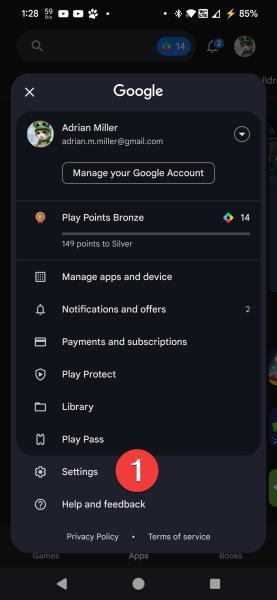 1:28 59 85%
14 2
Google
Adrian Miller
adrian.m.miller@gmail.com
Manage your Google Account
Play Points Bronze 14
149 points to Silver
Manage apps and device
Notifications and offers 2
Payments and subscriptions
Play Protect
Library
Play Pass
Settings 1
Help and feedback
Privacy Policy • Terms of service
Games Apps Books